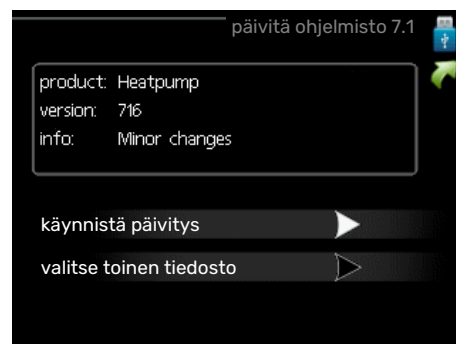 päivitä ohjelmisto 7.1
product: Heatpump
version: 716
info: Minor changes
käynnistä päivitys
valitse toinen tiedosto